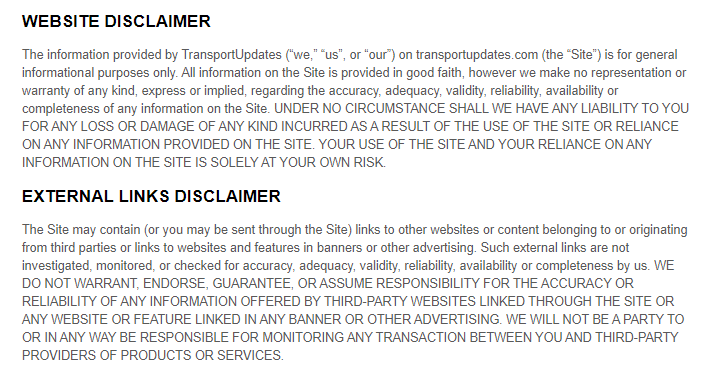 WEBSITE DISCLAIMER
The information provided by TransportUpdates (“we,” “us”, or “our”) on transportupdates.com (the “Site”) is for general
informational purposes only. All information on the Site is provided in good faith, however we make no representation or
warranty of any kind, express or implied, regarding the accuracy, adequacy, validity, reliability, availability or
completeness of any information on the Site. UNDER NO CIRCUMSTANCE SHALL WE HAVE ANY LIABILITY TO YOU
FOR ANY LOSS OR DAMAGE OF ANY KIND INCURRED AS A RESULT OF THE USE OF THE SITE OR RELIANCE
ON ANY INFORMATION PROVIDED ON THE SITE. YOUR USE OF THE SITE AND YOUR RELIANCE ON ANY
INFORMATION ON THE SITE IS SOLELY AT YOUR OWN RISK.
EXTERNAL LINKS DISCLAIMER
The Site may contain (or you may be sent through the Site) links to other websites or content belonging to or originating
from third parties or links to websites and features in banners or other advertising. Such external links are not
investigated, monitored, or checked for accuracy, adequacy, validity, reliability, availability or completeness by us. WE
DO NOT WARRANT, ENDORSE, GUARANTEE, OR ASSUME RESPONSIBILITY FOR THE ACCURACY OR
RELIABILITY OF ANY INFORMATION OFFERED BY THIRD-PARTY WEBSITES LINKED THROUGH THE SITE OR
ANY WEBSITE OR FEATURE LINKED IN ANY BANNER OR OTHER ADVERTISING. WE WILL NOT BE A PARTY TO
OR IN ANY WAY BE RESPONSIBLE FOR MONITORING ANY TRANSACTION BETWEEN YOU AND THIRD-PARTY
PROVIDERS OF PRODUCTS OR SERVICES.